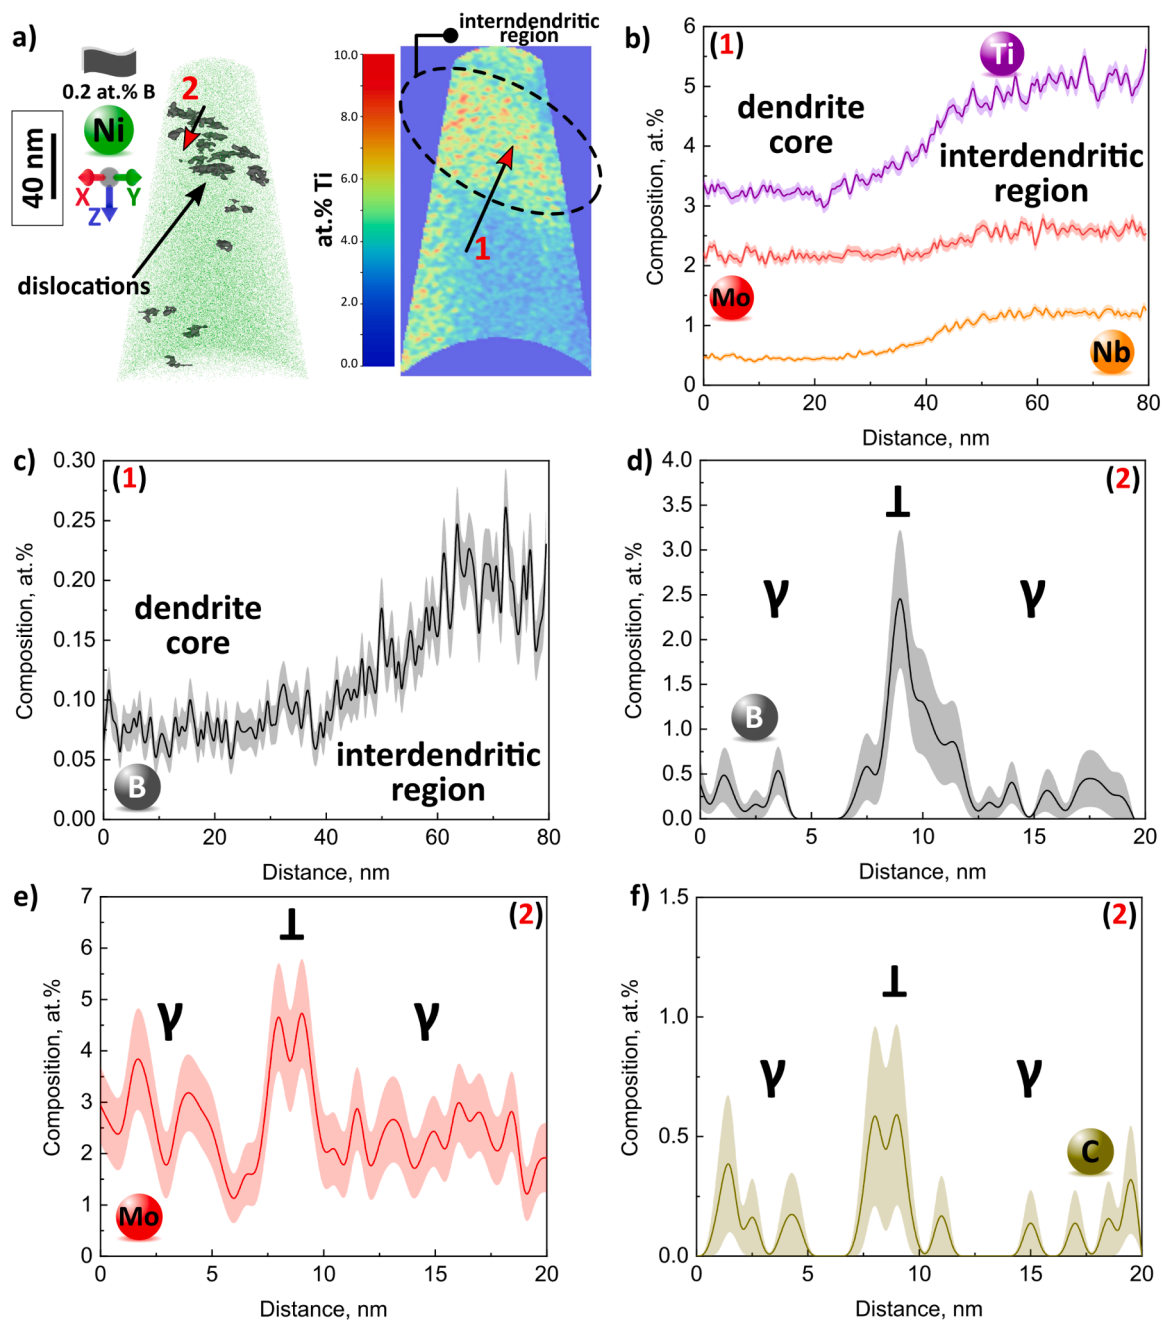 a)
0.2 at.% B
Ni
40 nm
X
Y
Z
2
dislocations
interndendritic
region
at.% Ti
10.0
8.0
6.0
4.0
2.0
0.0
1
b)
(1)
Ti
dendrite
core
interdendritic
region
Mo
Nb
Composition, at.%
6
5
4
3
2
1
0
0 20 40 60 80
Distance, nm
c)
(1)
dendrite
core
interdendritic
region
B
Composition, at.%
0.30
0.25
0.20
0.15
0.10
0.05
0.00
0 20 40 60 80
Distance, nm
d)
(2)
⊥
γ
γ
B
Composition, at.%
4.0
3.5
3.0
2.5
2.0
1.5
1.0
0.5
0.0
0 5 10 15 20
Distance, nm
e)
(2)
⊥
γ
γ
Mo
Composition, at.%
7
6
5
4
3
2
1
0
0 5 10 15 20
Distance, nm
f)
(2)
⊥
γ
γ
C
Composition, at.%
1.5
1.0
0.5
0.0
0 5 10 15 20
Distance, nm